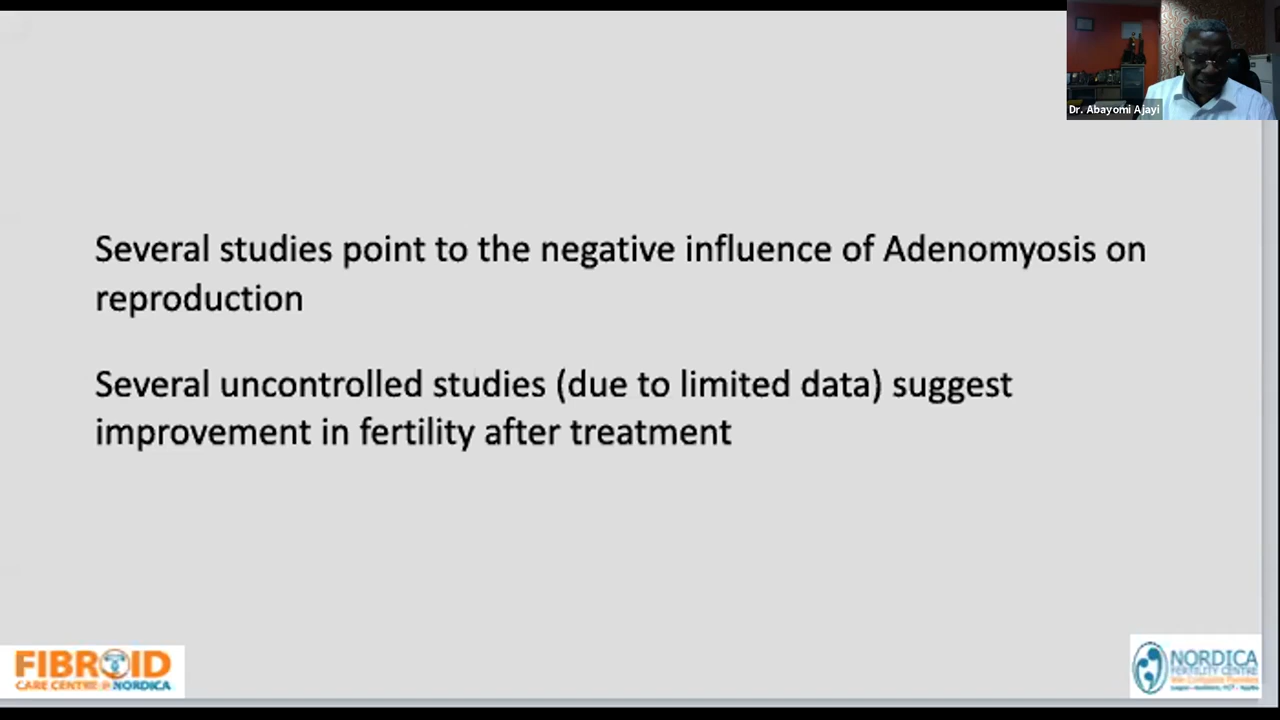 Dr. Abayomi Ajayi
Several studies point to the negative influence of Adenomyosis on
reproduction
Several uncontrolled studies (due to limited data) suggest
improvement in fertility after treatment
FIBROID
CARE CENTRE @ NORDICA
NORDICA
FERTILITY CENTRE